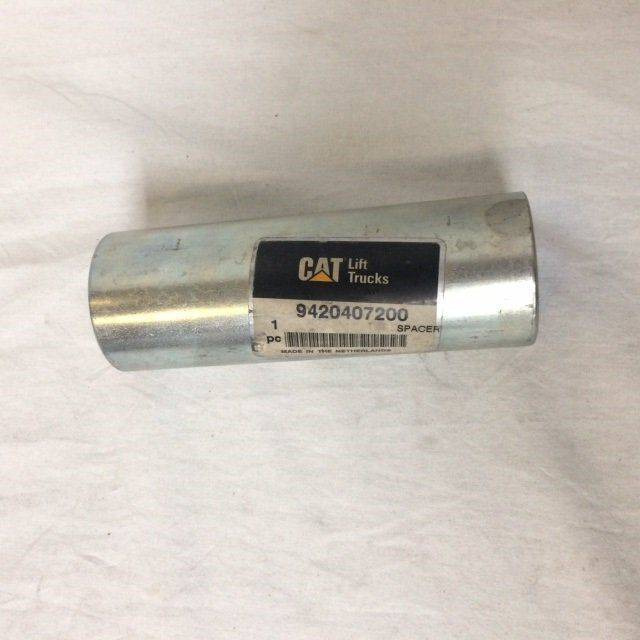 CAT Lift Trucks
9420407200
1 SPACER
pc
MADE IN THE NETHERLANDS